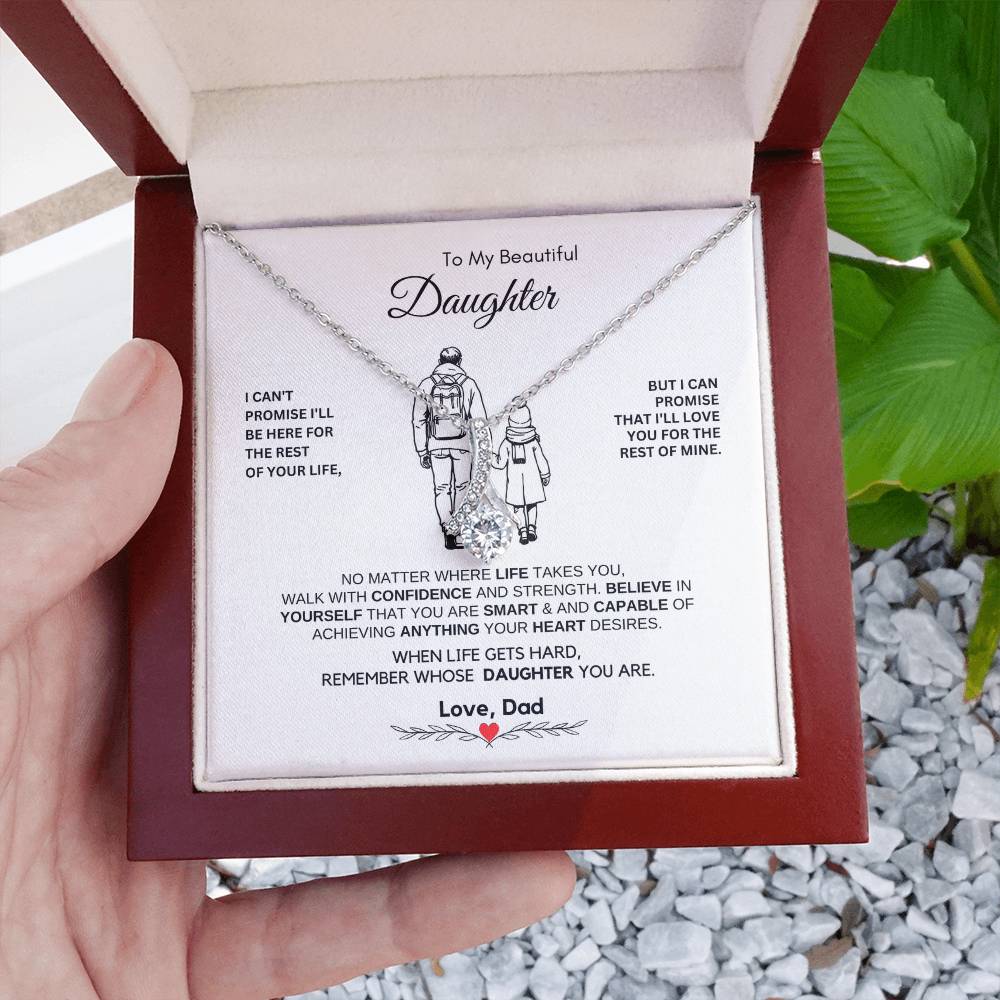 To My Beautiful
Daughter
I CAN'T
PROMISE I'LL
BE HERE FOR
THE REST
OF YOUR LIFE,
BUT I CAN
PROMISE
THAT I'LL LOVE
YOU FOR THE
REST OF MINE.
NO MATTER WHERE LIFE TAKES YOU,
WALK WITH CONFIDENCE AND STRENGTH. BELIEVE IN
YOURSELF THAT YOU ARE SMART & AND CAPABLE OF
ACHIEVING ANYTHING YOUR HEART DESIRES.
WHEN LIFE GETS HARD,
REMEMBER WHOSE DAUGHTER YOU ARE.
Love, Dad